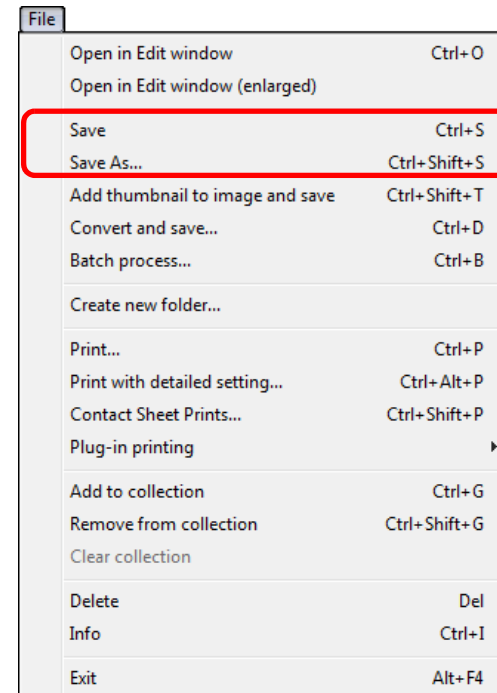 File
Open in Edit window Ctrl+O
Open in Edit window (enlarged)
Save Ctrl+S
Save As... Ctrl+Shift+S
Add thumbnail to image and save Ctrl+Shift+T
Convert and save... Ctrl+D
Batch process... Ctrl+B
Create new folder...
Print... Ctrl+P
Print with detailed setting... Ctrl+Alt+P
Contact Sheet Prints... Ctrl+Shift+P
Plug-in printing
Add to collection Ctrl+G
Remove from collection Ctrl+Shift+G
Clear collection
Delete Del
Info Ctrl+I
Exit Alt+F4